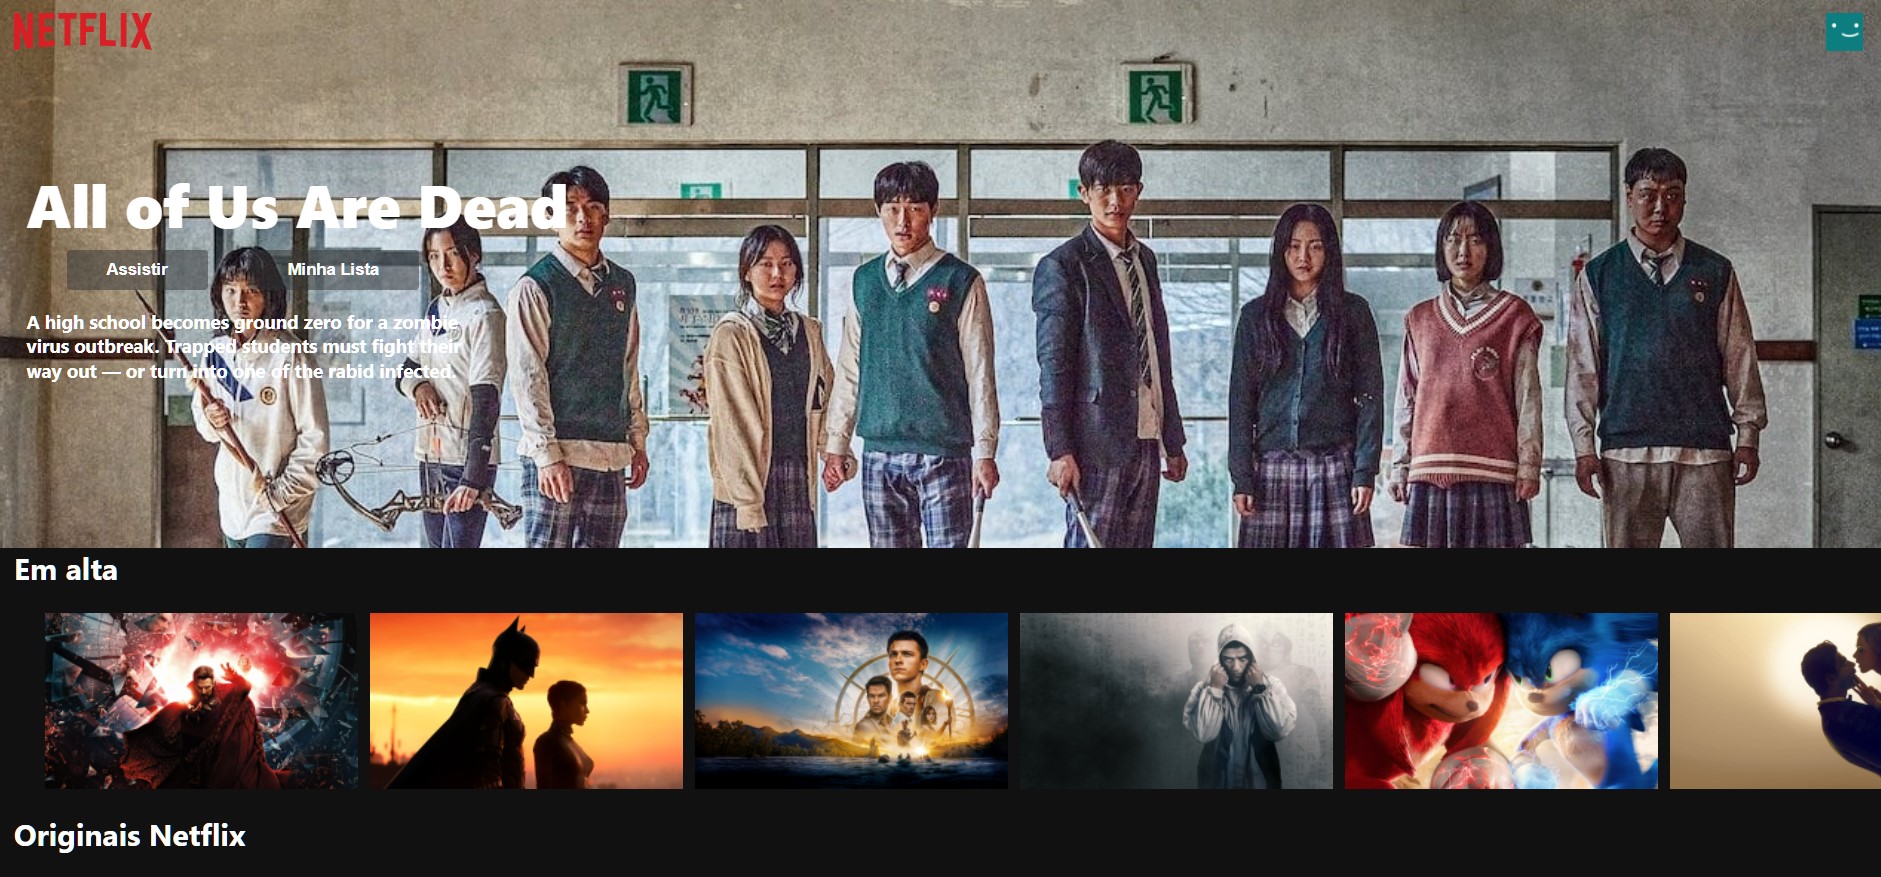 NETFLIX
All of Us Are Dead
Assistir
Minha Lista
A high school becomes ground zero for a zombie
virus outbreak. Trapped students must fight their
way out — or turn into one of the rabid infected.
Em alta
Originais Netflix